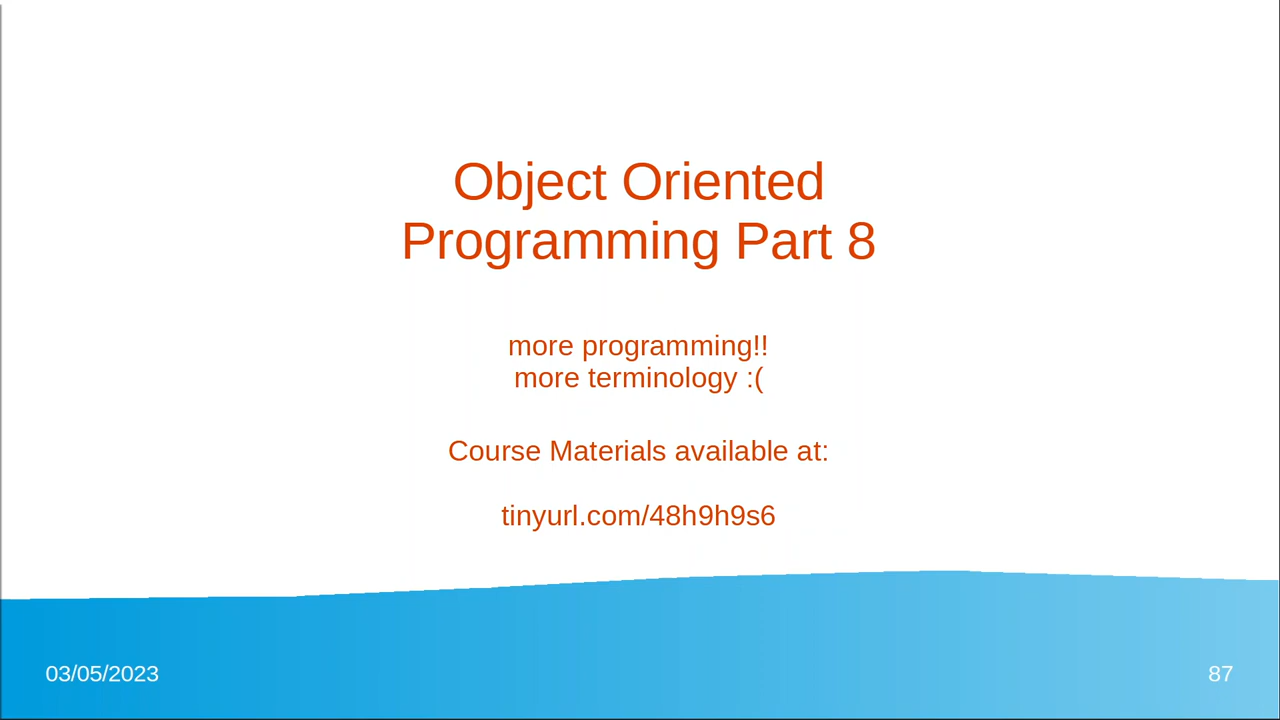 Object Oriented
Programming Part 8
more programming!!
more terminology :(
Course Materials available at:
tinyurl.com/48h9h9s6
03/05/2023
87